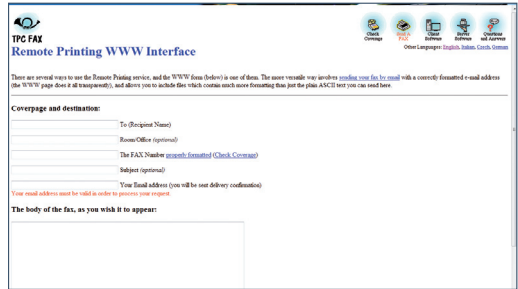 Check
Coverage
Send A
FAX
Client
Software
Server
Software
Questions
and Answers
TPC FAX
Other Languages: English, Italian, Czech, German
Remote Printing WWW Interface
There are several ways to use the Remote Printing service, and the WWW form (below) is one of them. The more versatile way involves sending your fax by email with a correctly formatted e-mail address
(the WWW page does it all transparently), and allows you to include files which contain much more formatting than just the plain ASCII text you can send here.
Coverpage and destination:
To (Recipient Name)
Room/Office (optional)
The FAX Number properly formatted (Check Coverage)
Subject (optional)
Your Email address (you will be sent delivery confirmation)
Your email address must be valid in order to process your request
The body of the fax, as you wish it to appear: